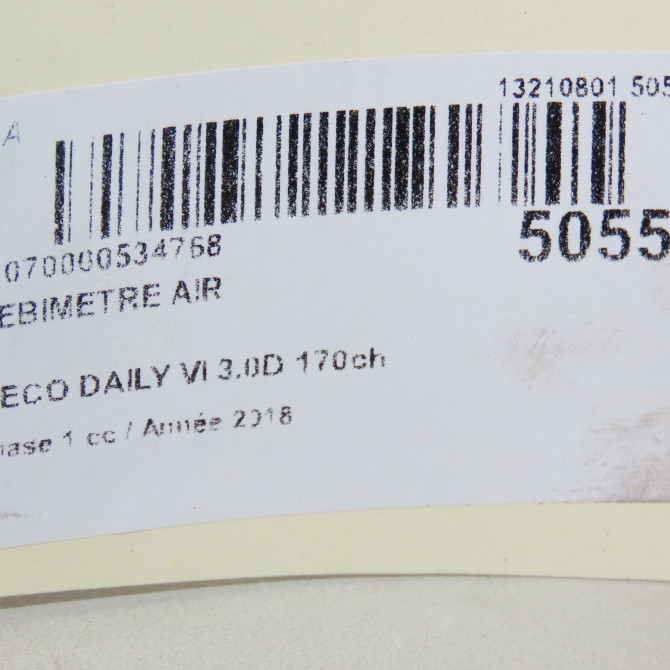 13210801 505
A
5055
070000534768
EBIMETRE AIR
ECO DAILY VI 3.0D 170ch
hase 1 cc / Année 2018